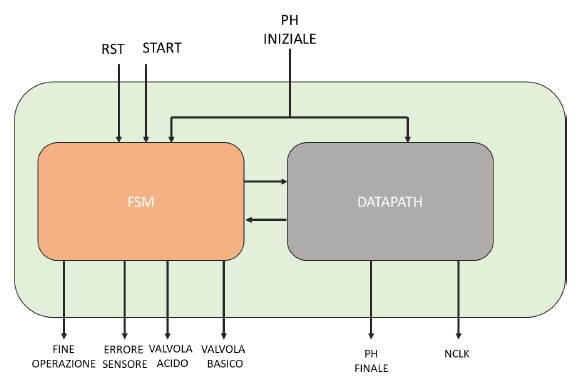 PH
INIZIALE
RST START
FSM
DATAPATH
FINE
OPERAZIONE
ERRORE
SENSORE
VALVOLA
ACIDO
VALVOLA
BASICO
PH
FINALE
NCLK